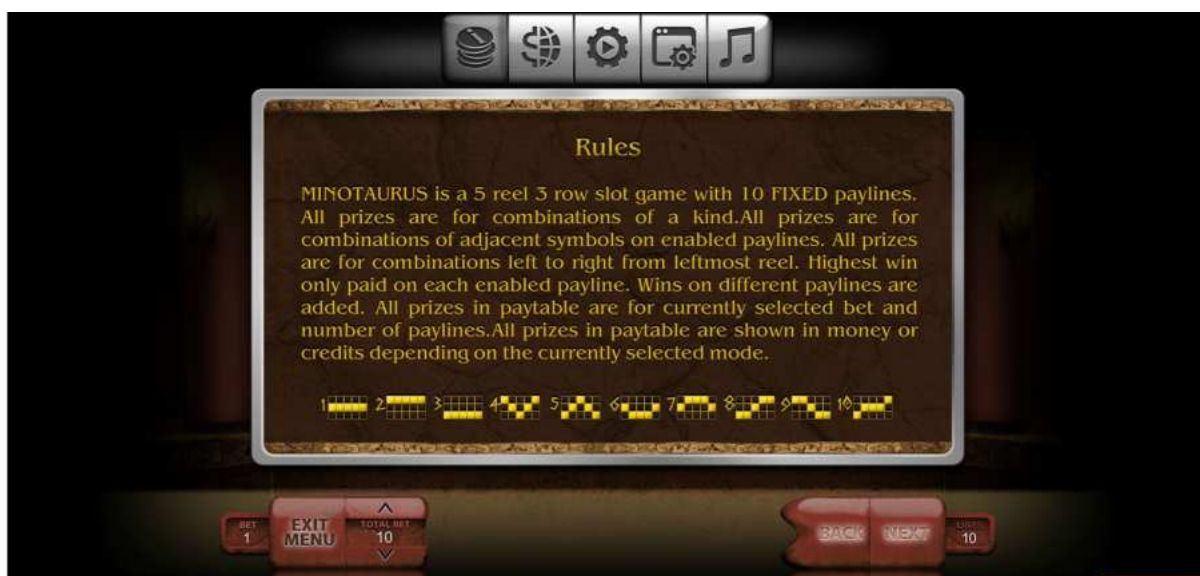 Rules
MINOTAURUS is a 5 reel 3 row slot game with 10 FIXED paylines.
All prizes are for combinations of a kind.All prizes are for
combinations of adjacent symbols on enabled paylines. All prizes
are for combinations left to right from leftmost reel. Highest win
only paid on each enabled payline. Wins on different paylines are
added. All prizes in paytable are for currently selected bet and
number of paylines.All prizes in paytable are shown in money or
credits depending on the currently selected mode.
1 2 3 4 5 6 7 8 9 10
BET
1
EXIT
MENU
TOTAL BET
10
BACK NEXT
LINES
10